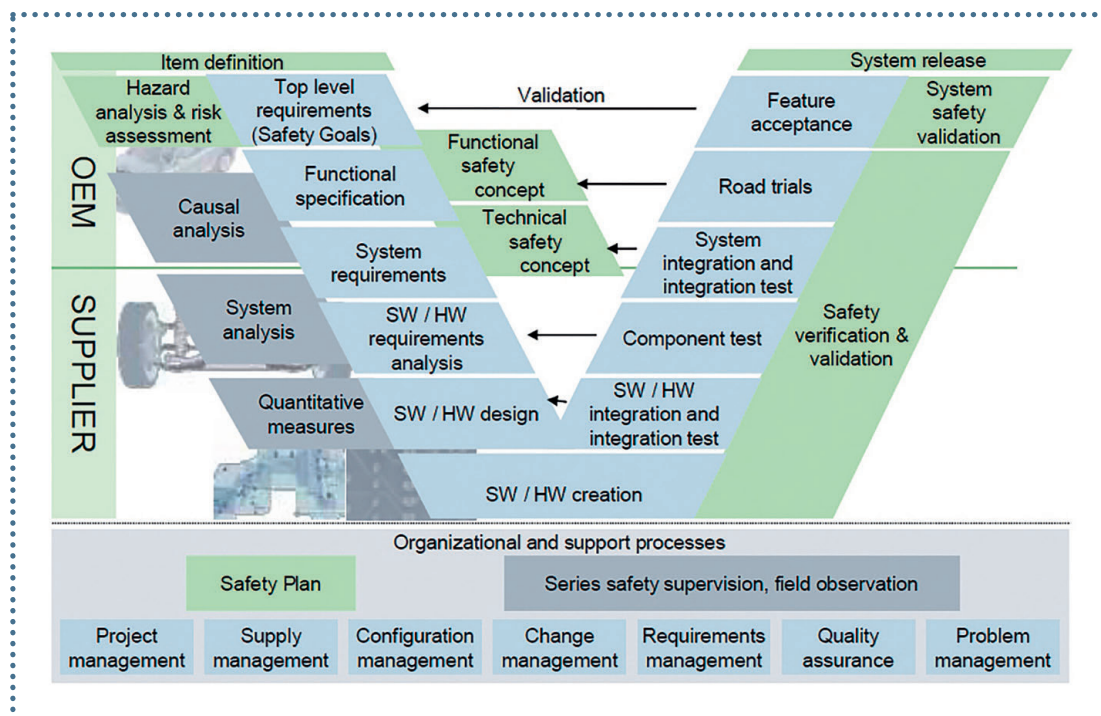 Item definition
System release
Hazard
analysis & risk
assessment
Top level
requirements
(Safety Goals)
Validation
Feature
acceptance
System
safety
validation
OEM
Functional
specification
Functional
safety
concept
Road trials
Causal
analysis
Technical
safety
concept
System
requirements
System
integration and
integration test
SUPPLIER
System
analysis
SW / HW
requirements
analysis
Component test
Safety
verification &
validation
Quantitative
measures
SW / HW design
SW / HW
integration and
integration test
SW / HW creation
Organizational and support processes
Safety Plan
Series safety supervision, field observation
Project
management
Supply
management
Configuration
management
Change
management
Requirements
management
Quality
assurance
Problem
management